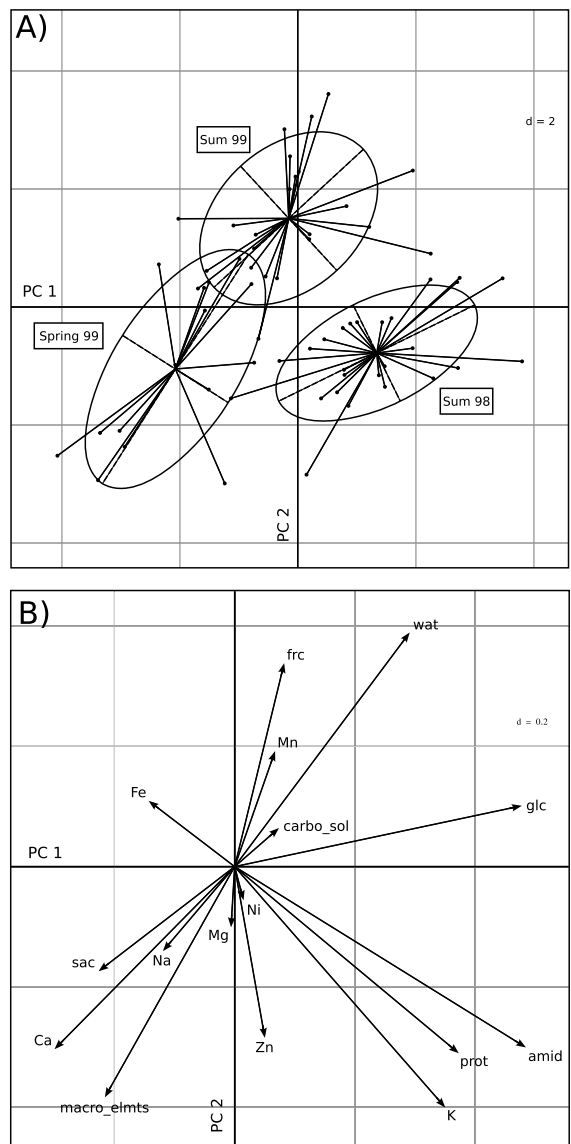 A)
Sum 99
d = 2
PC 1
Spring 99
Sum 98
PC 2
B)
wat
frc
d = 0.2
Mn
Fe
glc
carbo_sol
PC 1
Ni
Mg
Na
sac
Ca
Zn
amid
prot
macro_elmts
K
PC 2